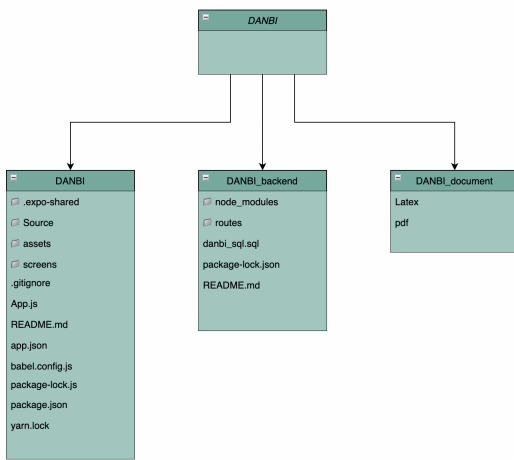 DANBI
DANBI
.expo-shared
Source
assets
screens
.gitignore
App.js
README.md
app.json
babel.config.js
package-lock.js
package.json
yarn.lock
DANBI_backend
node_modules
routes
danbi_sql.sql
package-lock.json
README.md
DANBI_document
Latex
pdf